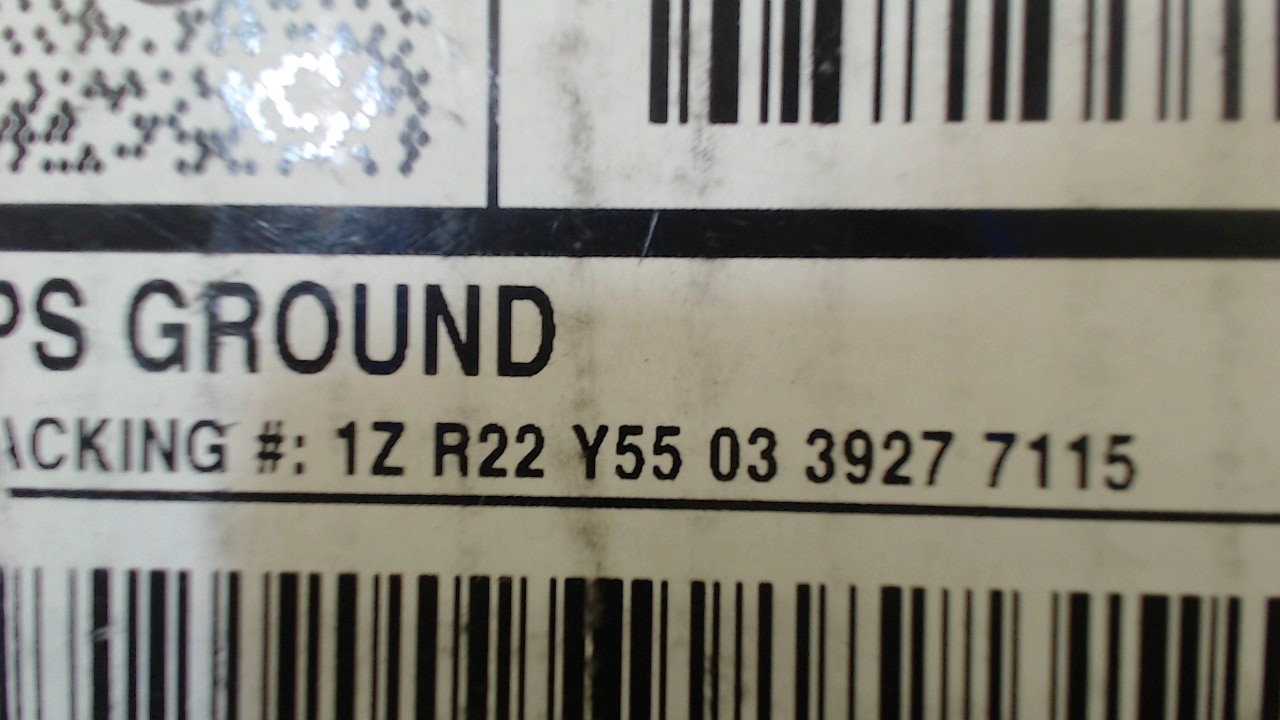 PS GROUND
ACKING #: 1Z R22 Y55 03 3927 7115